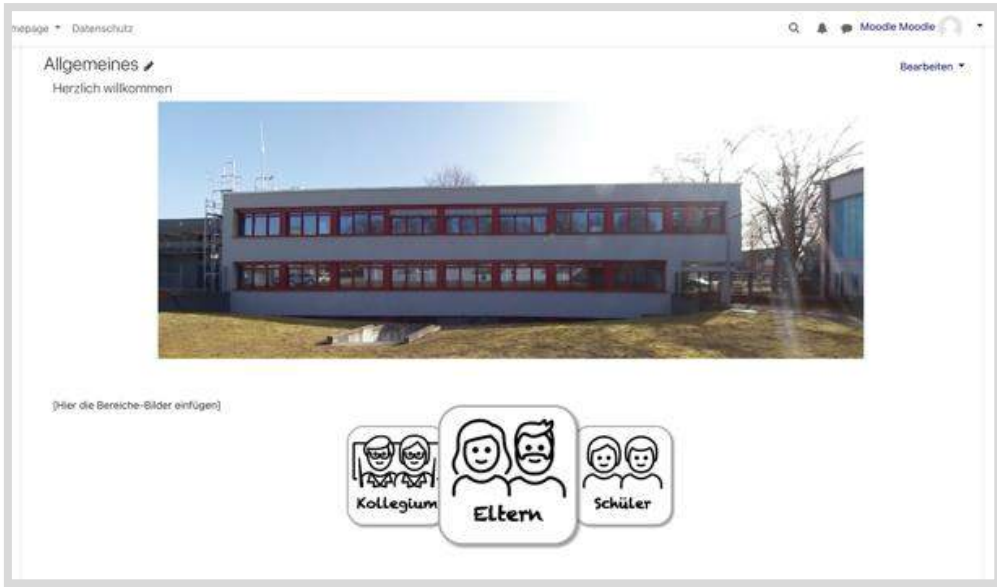 mepage Datenschutz
Moodle Moodle
Allgemeines
Bearbeiten
Herzlich willkommen
[Hier die Bereiche-Bilder einfügen]
Kollegium
Eltern
Schüler